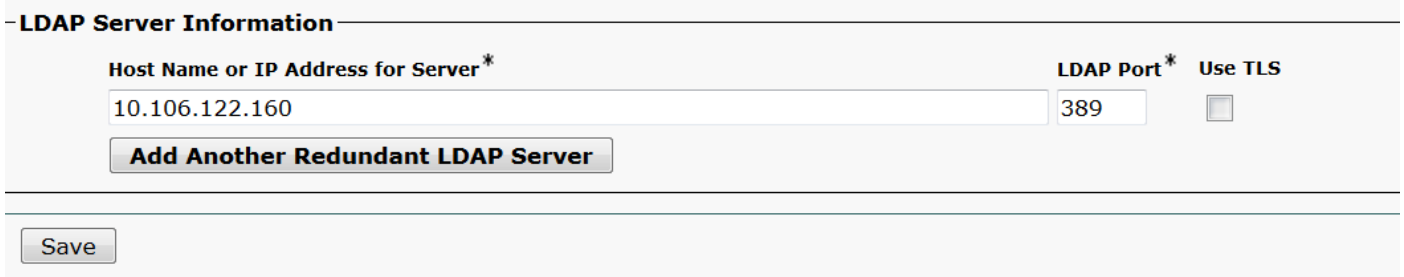 LDAP Server Information
Host Name or IP Address for Server* LDAP Port* Use TLS
10.106.122.160 389
Add Another Redundant LDAP Server
Save